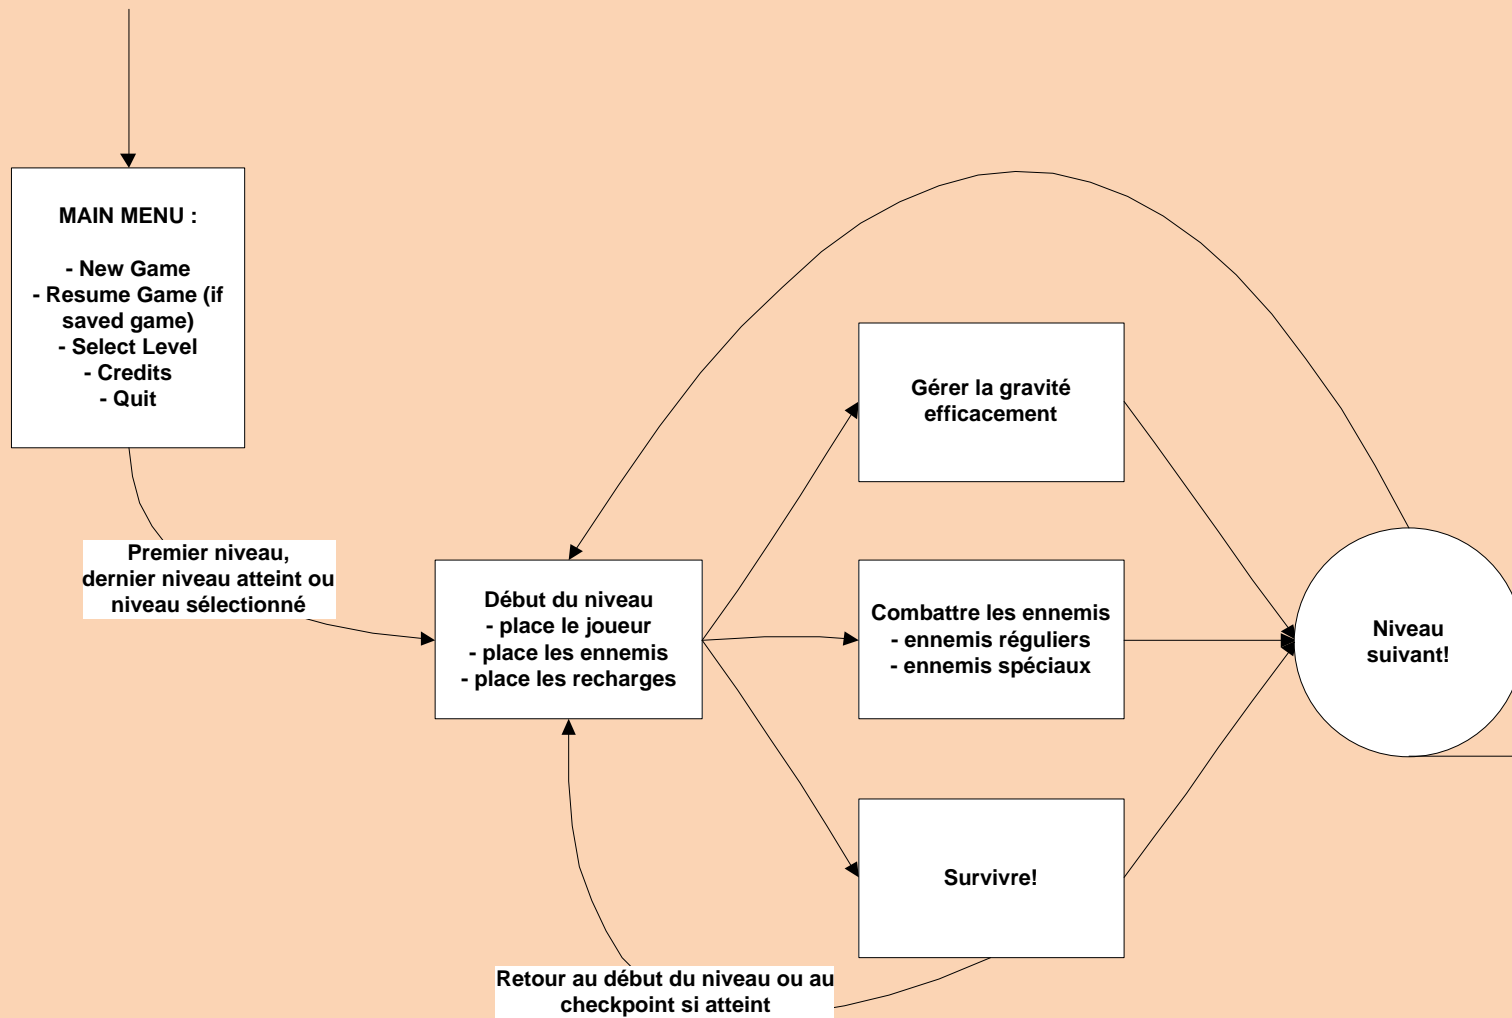 MAIN MENU :
- New Game
- Resume Game (if
saved game)
- Select Level
- Credits
- Quit
Premier niveau,
dernier niveau atteint ou
niveau sélectionné
Début du niveau
- place le joueur
- place les ennemis
- place les recharges
Gérer la gravité
efficacement
Combattre les ennemis
- ennemis réguliers
- ennemis spéciaux
Survivre!
Niveau
suivant!
Retour au début du niveau ou au
checkpoint si atteint